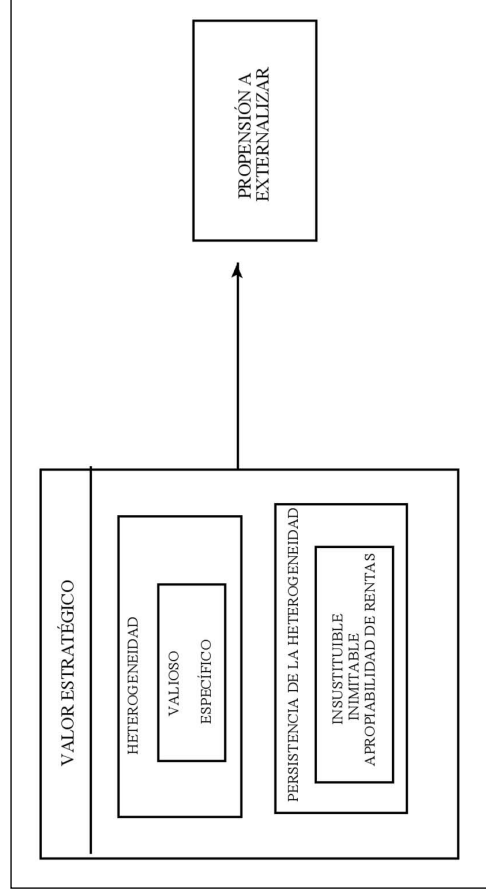 VALOR ESTRATÉGICO
HETEROGENEIDAD
VALIOSO
ESPECÍFICO
PERSISTENCIA DE LA HETEROGENEIDAD
INSUSTITUIBLE
INIMITABLE
APROPIABILIDAD DE RENTAS
PROPENSIÓN A
EXTERNALIZAR